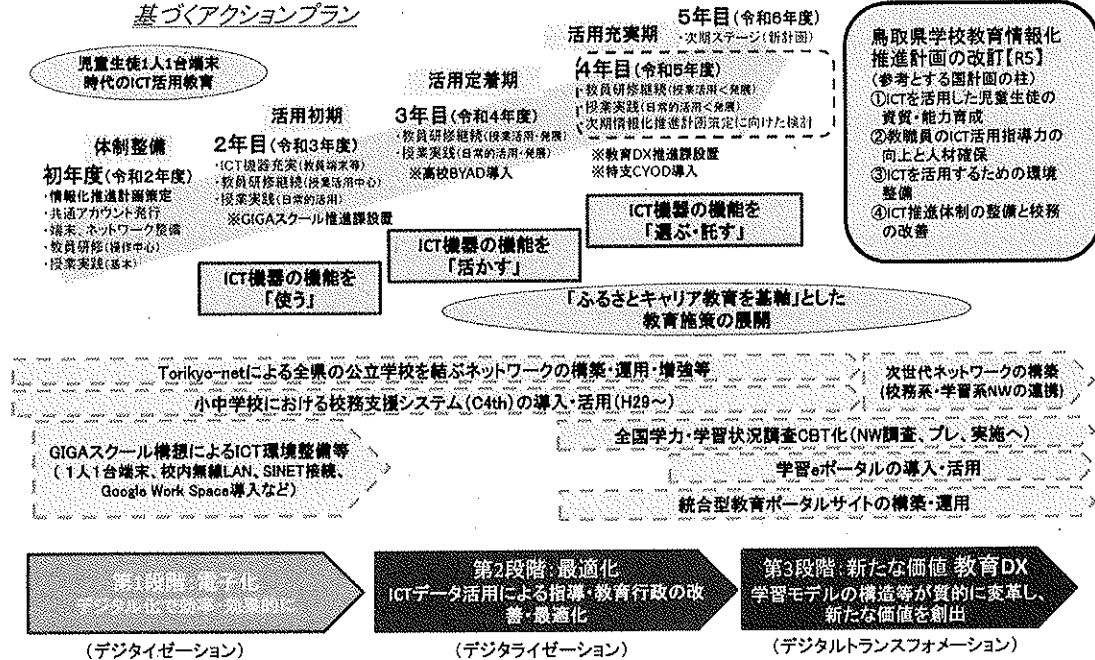 基づくアクションプラン
児童生徒1人1台端末
時代のICT活用教育
体制整備
初年度(令和2年度)
・情報化推進計画策定
・共通アカウント発行
・端末、ネットワーク整備
・教員研修(操作中心)
・授業実践(基本)
活用初期
2年目(令和3年度)
・ICT機器充実(教員端末等)
・教員研修継続(授業活用中心)
・授業実践(日常的活用)
※GIGAスクール推進課設置
ICT機器の機能を
「使う」
活用定着期
3年目(令和4年度)
・教員研修継続(授業活用・発展)
・授業実践(日常的活用・発展)
※高校BYAD導入
ICT機器の機能を
「活かす」
活用充実期
5年目(令和6年度)
・次期ステージ(新計画)
4年目(令和5年度)
・教員研修継続(授業活用<発展)
・授業実践(日常的活用<発展)
・次期情報化推進計画策定に向けた検討
※教育DX推進課設置
※特支CYOD導入
ICT機器の機能を
「選ぶ・託す」
鳥取県学校教育情報化
推進計画の改訂【R5】
(参考とする国計画の柱)
①ICTを活用した児童生徒の
資質・能力育成
②教職員のICT活用指導力の
向上と人材確保
③ICTを活用するための環境
整備
④ICT推進体制の整備と校務
の改善
「ふるさとキャリア教育を基軸」とした
教育施策の展開
Torikyo-netによる全県の公立学校を結ぶネットワークの構築・運用・増強等
次世代ネットワークの構築
(校務系・学習系NWの連携)
小中学校における校務支援システム(C4th)の導入・活用(H29～)
GIGAスクール構想によるICT環境整備等
(1人1台端末、校内無線LAN、SINET接続、
Google Work Space導入など)
全国学力・学習状況調査CBT化(NW調査、プレ、実施へ)
学習eポータルの導入・活用
統合型教育ポータルサイトの構築・運用
第1段階:電子化
デジタル化で効率・効果的に
(デジタイゼーション)
第2段階:最適化
ICTデータ活用による指導・教育行政の改
善・最適化
(デジタライゼーション)
第3段階:新たな価値 教育DX
学習モデルの構造等が質的に変革し、
新たな価値を創出
(デジタルトランスフォーメーション)